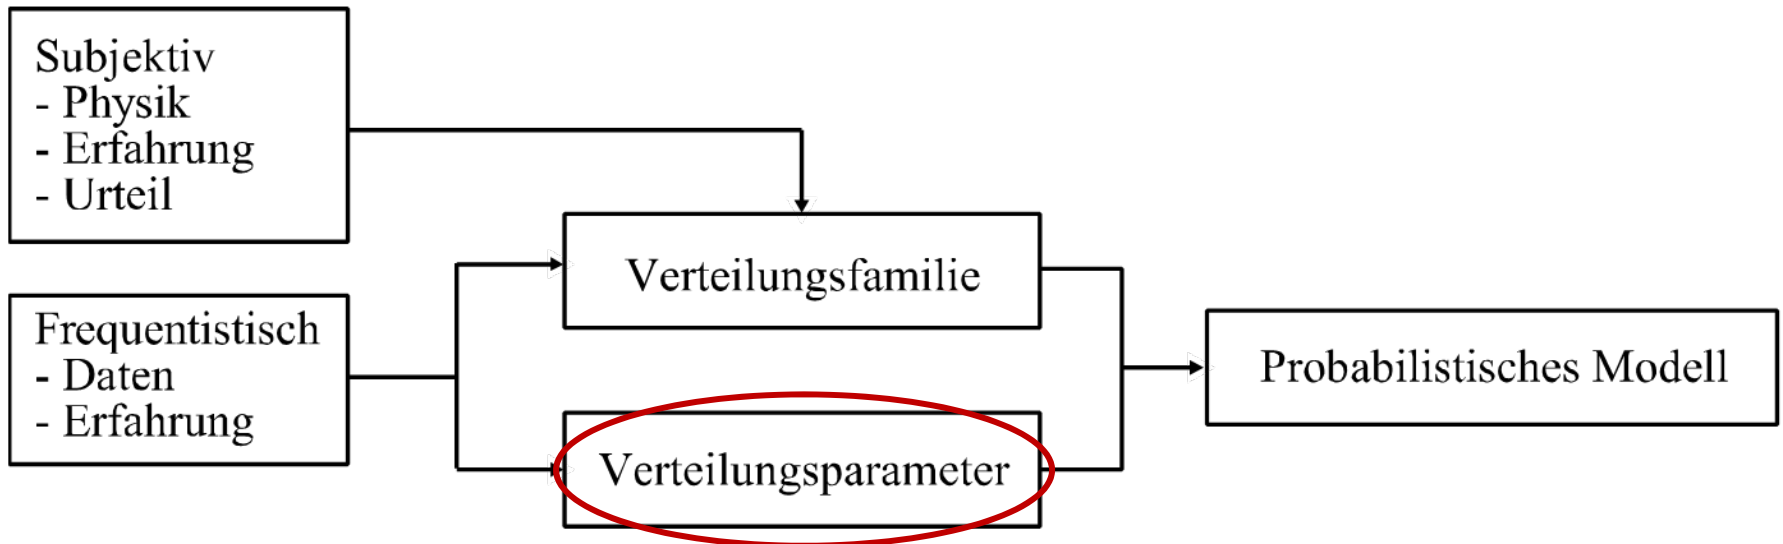 Subjektiv
- Physik
- Erfahrung
- Urteil
Verteilungsfamilie
Frequentistisch
- Daten
- Erfahrung
Probabilistisches Modell
Verteilungsparameter